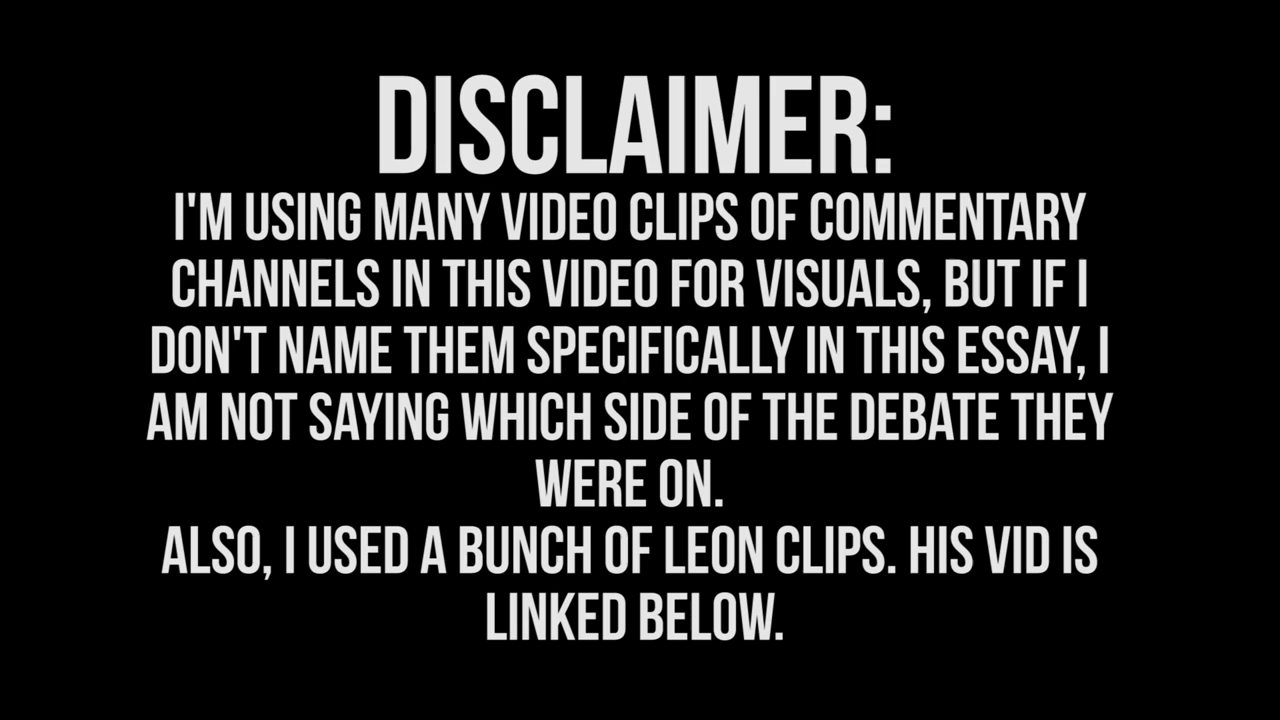 DISCLAIMER:
I'M USING MANY VIDEO CLIPS OF COMMENTARY
CHANNELS IN THIS VIDEO FOR VISUALS, BUT IF I
DON'T NAME THEM SPECIFICALLY IN THIS ESSAY, I
AM NOT SAYING WHICH SIDE OF THE DEBATE THEY
WERE ON.
ALSO, I USED A BUNCH OF LEON CLIPS. HIS VID IS
LINKED BELOW.